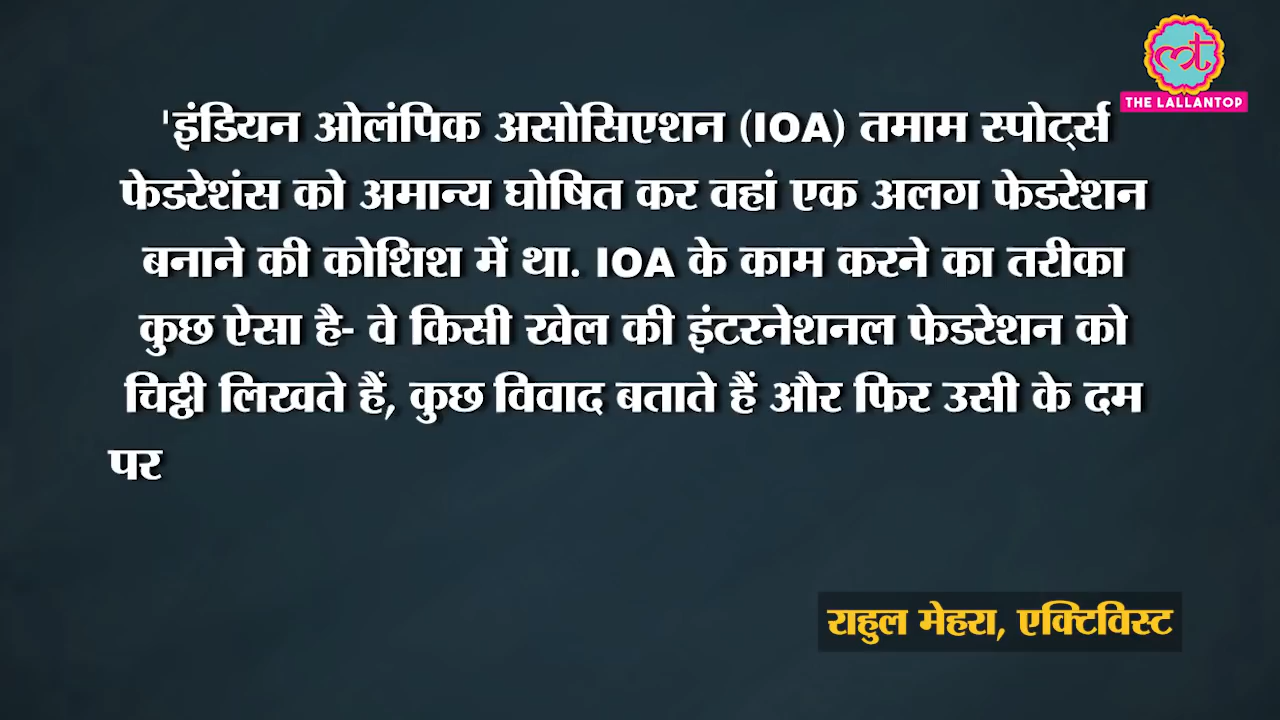 THE LALLANTOP
'इंडियन ओलंपिक असोसिएशन (IOA) तमाम स्पोर्ट्स
फेडरेशंस को अमान्य घोषित कर वहां एक अलग फेडरेशन
बनाने की कोशिश में था. IOA के काम करने का तरीका
कुछ ऐसा है- वे किसी खेल की इंटरनेशनल फेडरेशन को
चिट्ठी लिखते हैं, कुछ विवाद बताते हैं और फिर उसी के दम
पर
राहुल मेहरा, एक्टिविस्ट